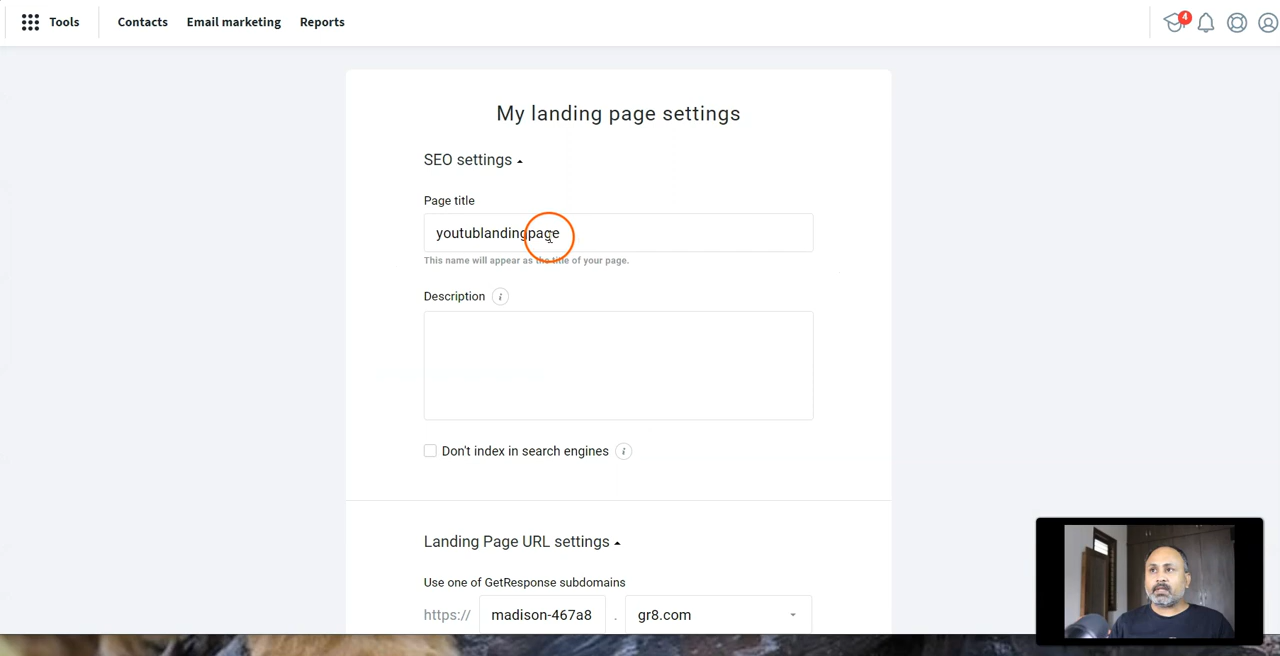 Tools Contacts Email marketing Reports 4
My landing page settings
SEO settings
Page title
youtublandingpage
This name will appear as the title of your page.
Description i
Don't index in search engines i
Landing Page URL settings
Use one of GetResponse subdomains
https:// madison-467a8 . gr8.com